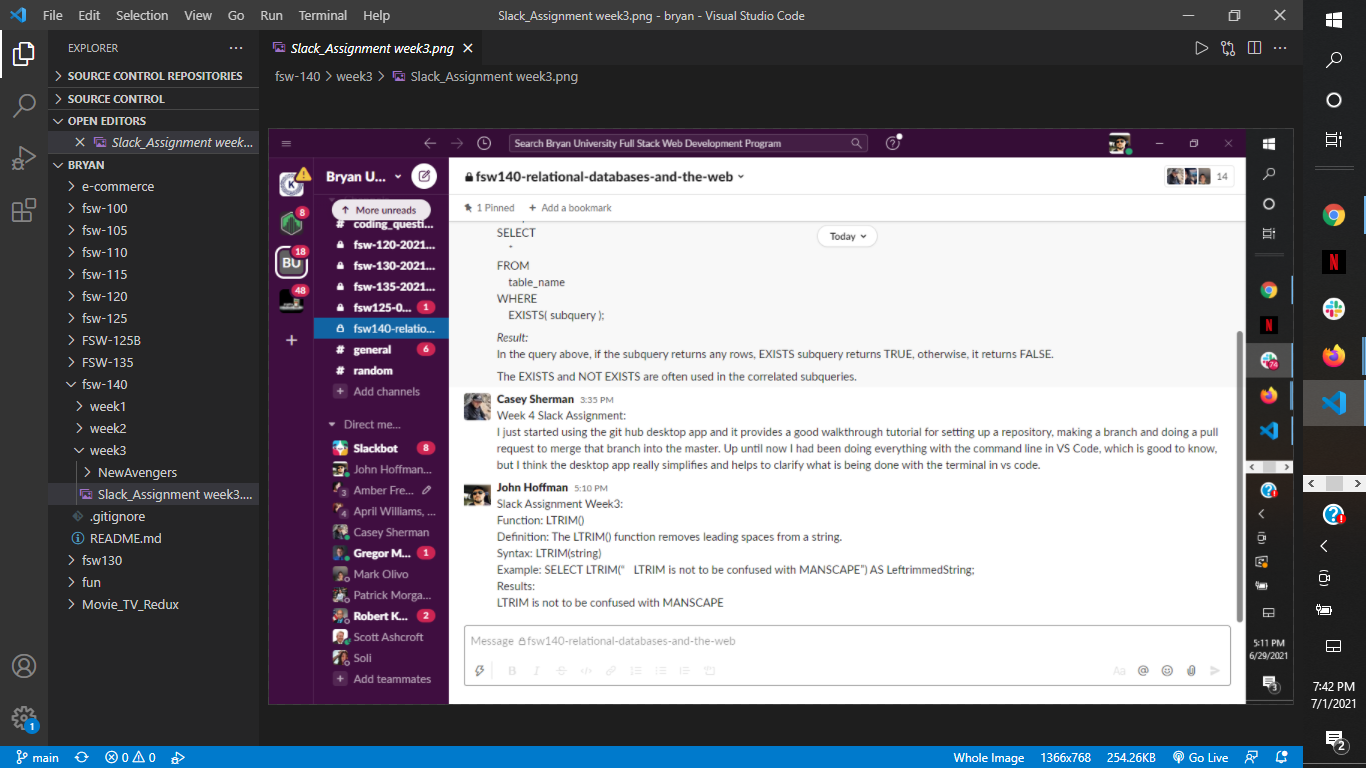 File Edit Selection View Go Run Terminal Help
Slack_Assignment week3.png - bryan - Visual Studio Code
EXPLORER
SOURCE CONTROL REPOSITORIES
SOURCE CONTROL
OPEN EDITORS
Slack_Assignment week...
BRYAN
e-commerce
fsw-100
fsw-105
fsw-110
fsw-115
fsw-120
fsw-125
FSW-125B
FSW-135
fsw-140
week1
week2
week3
NewAvengers
Slack_Assignment week3....
.gitignore
README.md
fsw130
fun
Movie_TV_Redux
Slack_Assignment week3.png
fsw-140 > week3 > Slack_Assignment week3.png
Search Bryan University Full Stack Web Development Program
K
8
18
BU
48
Bryan U...
More unreads
# coding_questi...
fsw-120-2021...
fsw-130-2021...
fsw-135-2021...
fsw125-0... 1
fsw140-relatio...
# general 6
# random
+ Add channels
Direct me...
Slackbot 8
John Hoffman...
3 Amber Fre...
4 April Williams, ...
Casey Sherman
Gregor M... 1
Mark Olivo
Patrick Morga...
Robert K... 2
Scott Ashcroft
Soli
+ Add teammates
fsw140-relational-databases-and-the-web
14
1 Pinned + Add a bookmark
Today
SELECT
*
FROM
table_name
WHERE
EXISTS( subquery );
Result:
In the query above, if the subquery returns any rows, EXISTS subquery returns TRUE, otherwise, it returns FALSE.
The EXISTS and NOT EXISTS are often used in the correlated subqueries.
Casey Sherman 3:35 PM
Week 4 Slack Assignment:
I just started using the git hub desktop app and it provides a good walkthrough tutorial for setting up a repository, making a branch and doing a pull
request to merge that branch into the master. Up until now I had been doing everything with the command line in VS Code, which is good to know,
but I think the desktop app really simplifies and helps to clarify what is being done with the terminal in vs code.
John Hoffman 5:10 PM
Slack Assignment Week3:
Function: LTRIM()
Definition: The LTRIM() function removes leading spaces from a string.
Syntax: LTRIM(string)
Example: SELECT LTRIM("   LTRIM is not to be confused with MANSCAPE") AS LeftrimmedString;
Results:
LTRIM is not to be confused with MANSCAPE
Message fsw140-relational-databases-and-the-web
B I S
Aa @
N
74
5:11 PM
6/29/2021
3
N
7:42 PM
7/1/2021
2
1
main 0 0
Whole Image 1366x768 254.26KB Go Live